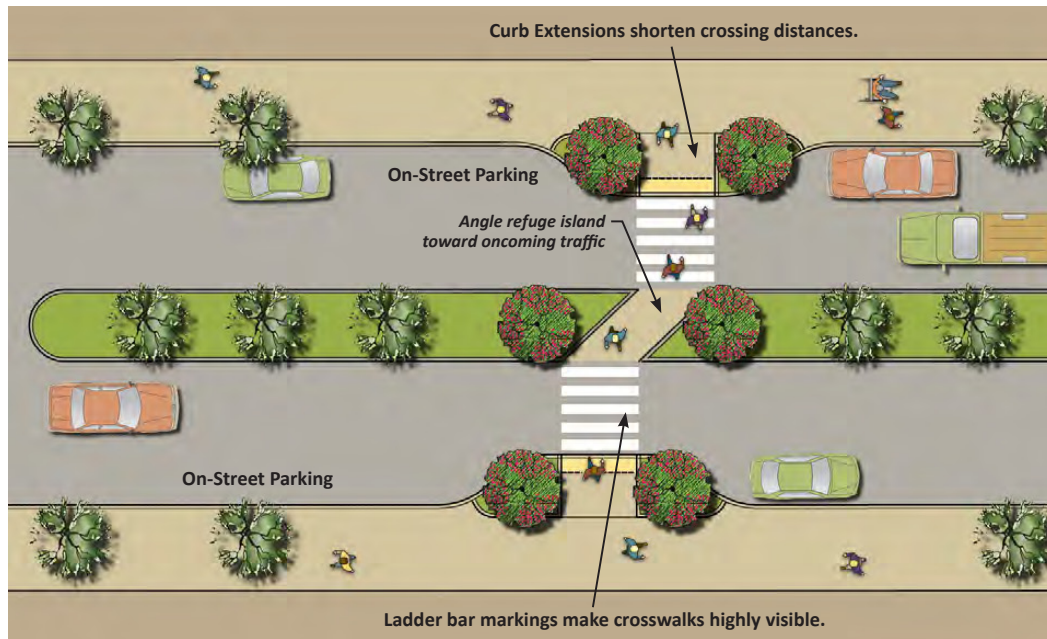 Curb Extensions shorten crossing distances.
On-Street Parking
Angle refuge island
toward oncoming traffic
On-Street Parking
Ladder bar markings make crosswalks highly visible.